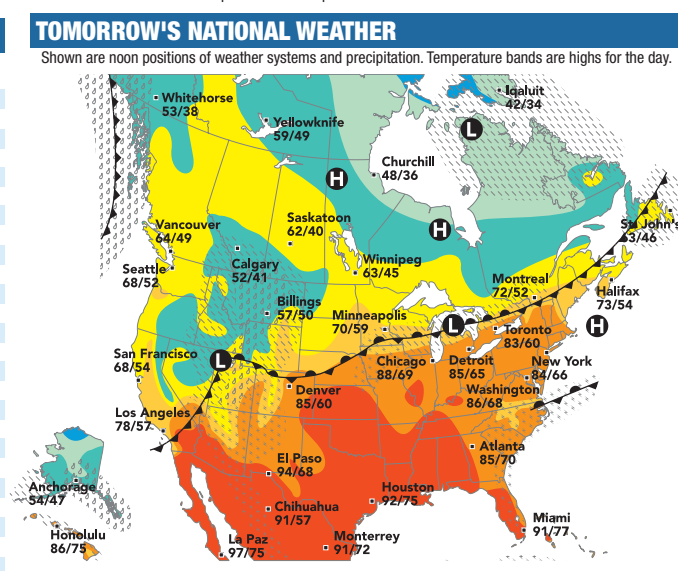 TOMORROW'S NATIONAL WEATHER
Shown are noon positions of weather systems and precipitation. Temperature bands are highs for the day.
Whitehorse
53/38
Yellowknife
59/49
Iqaluit
42/34
L
Churchill
48/36
H
H
Vancouver
64/49
Saskatoon
62/40
St. John's
3/46
Seattle
68/52
Calgary
52/41
Winnipeg
63/45
Montreal
72/52
Halifax
73/54
Billings
57/50
Minneapolis
70/59
L
Toronto
83/60
H
San Francisco
68/54
L
Chicago
88/69
Detroit
85/65
New York
84/66
Denver
85/60
Washington
86/68
Los Angeles
78/57
Atlanta
85/70
El Paso
94/68
Anchorage
54/47
Houston
92/75
Chihuahua
91/57
Miami
91/77
Honolulu
86/75
La Paz
97/75
Monterrey
91/72